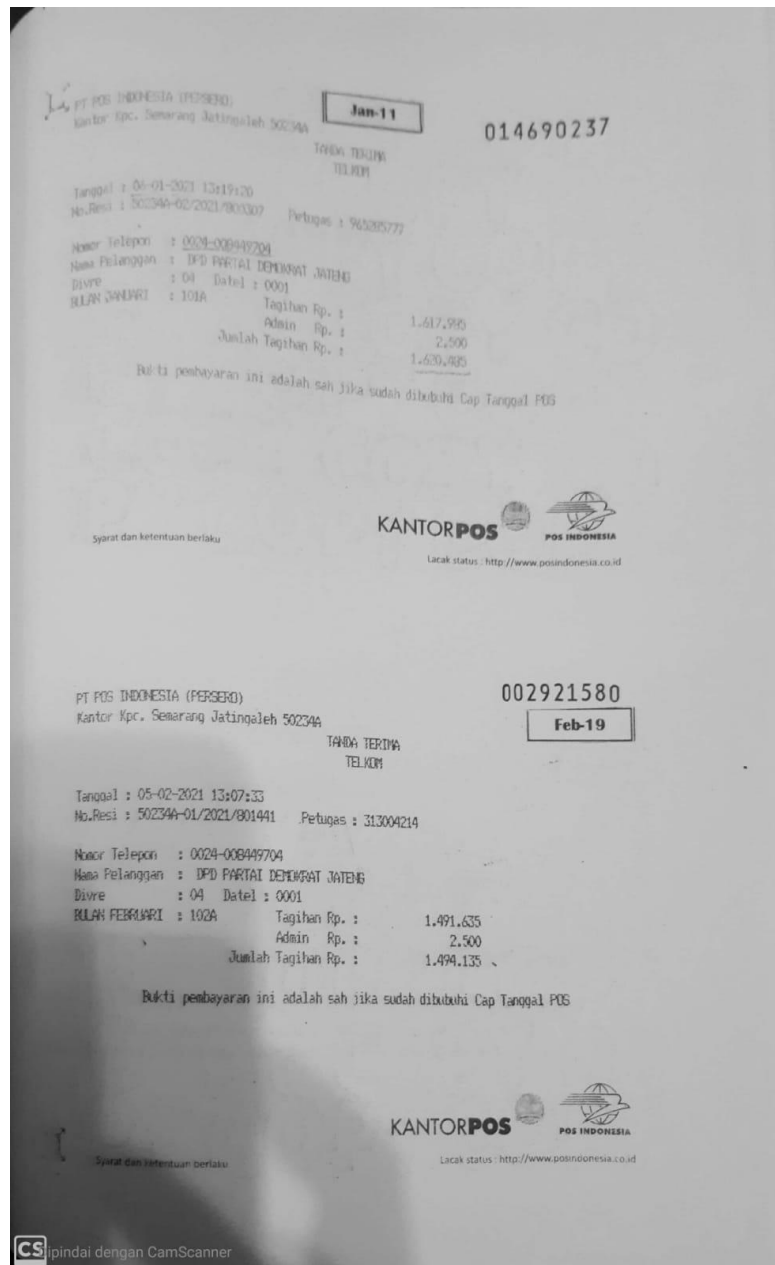 PT POS INDONESIA (PERSERO)
Kantor Kpc. Semarang Jatingaleh 50234A
Jan-11
014690237
TANDA TERIMA
TELKOM
Tanggal : 06-01-2021 13:19:20
No.Resi : 50234A-02/2021/800307 Petugas : 965205777
Nomor Telepon : 0024-008449704
Nama Pelanggan : DPD PARTAI DEMOKRAT JATENG
Divre : 04 Datel : 0001
BULAN JANUARI : 101A Tagihan Rp. : 1.617.995
Admin Rp. : 2.500
Jumlah Tagihan Rp. :
Bukti pembayaran ini adalah sah jika sudah dibubuhi Cap Tanggal POS
KANTORPOS
POS INDONESIA
Syarat dan ketentuan berlaku
Lacak status : http://www.posindonesia.co.id
PT POS INDONESIA (PERSERO)
Kantor Kpc. Semarang Jatingaleh 50234A
002921580
Feb-19
TANDA TERIMA
TELKOM
Tanggal : 05-02-2021 13:07:33
No.Resi : 50234A-01/2021/801441 Petugas : 313004214
Nomor Telepon : 0024-008449704
Nama Pelanggan : DPD PARTAI DEMOKRAT JATENG
Divre : 04 Datel : 0001
BULAN FEBRUARI : 102A Tagihan Rp. : 1.491.635
Admin Rp. : 2.500
Jumlah Tagihan Rp. : 1.494.135
Bukti pembayaran ini adalah sah jika sudah dibubuhi Cap Tanggal POS
KANTORPOS
POS INDONESIA
Syarat dan ketentuan berlaku
Lacak status : http://www.posindonesia.co.id
CS Dipindai dengan CamScanner